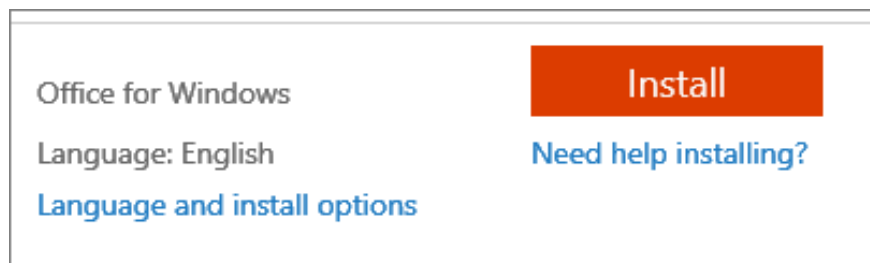 Office for Windows
Install
Language: English
Need help installing?
Language and install options